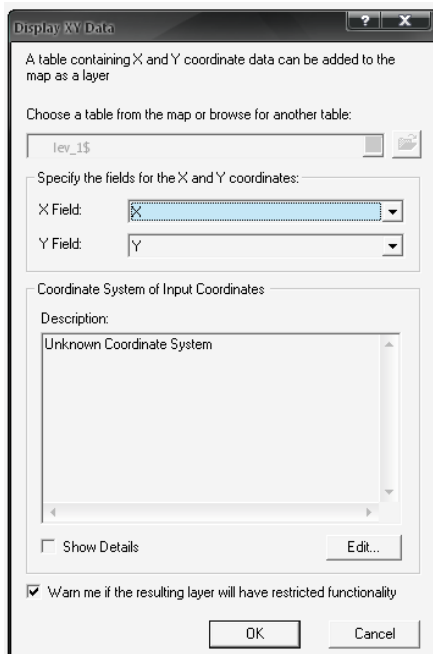 Display XY Data
? X
A table containing X and Y coordinate data can be added to the
map as a layer
Choose a table from the map or browse for another table:
lev_1$
Specify the fields for the X and Y coordinates:
X Field: X
Y Field: Y
Coordinate System of Input Coordinates
Description:
Unknown Coordinate System
Show Details
Edit...
Warn me if the resulting layer will have restricted functionality
OK
Cancel